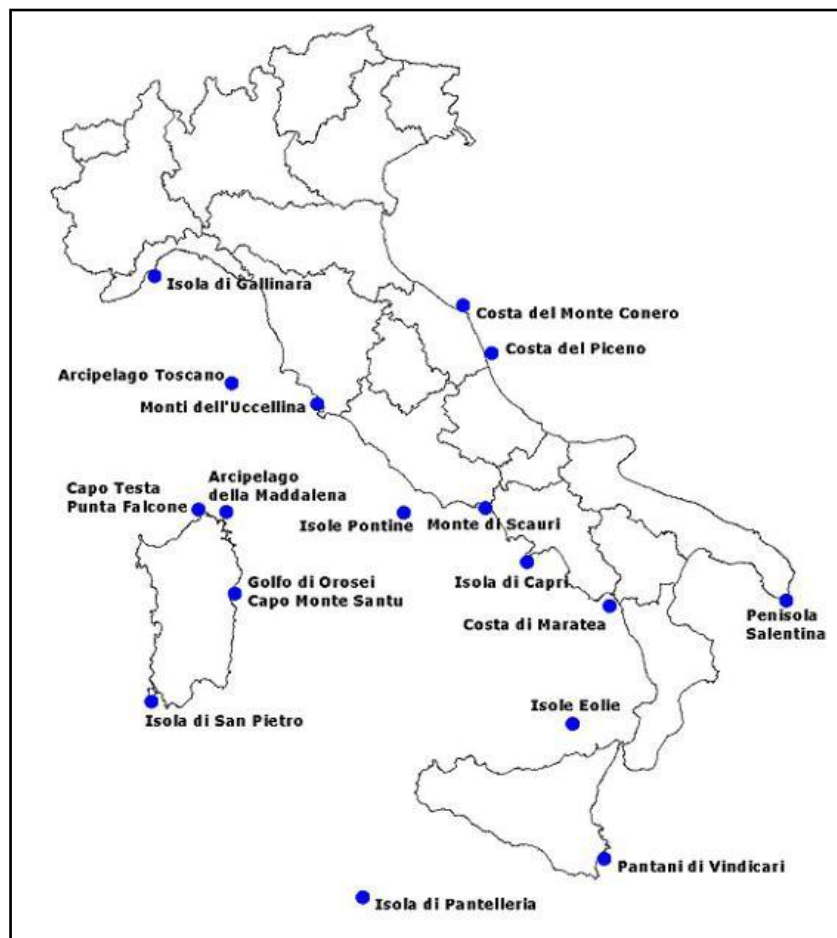 Isola di Gallinara
Costa del Monte Conero
Costa del Piceno
Arcipelago Toscano
Monti dell'Uccellina
Capo Testa
Punta Falcone
Arcipelago
della Maddalena
Isole Pontine
Monte di Scauri
Isola di Capri
Golfo di Orosei
Capo Monte Santu
Costa di Maratea
Penisola
Salentina
Isola di San Pietro
Isole Eolie
Pantani di Vindicari
Isola di Pantelleria